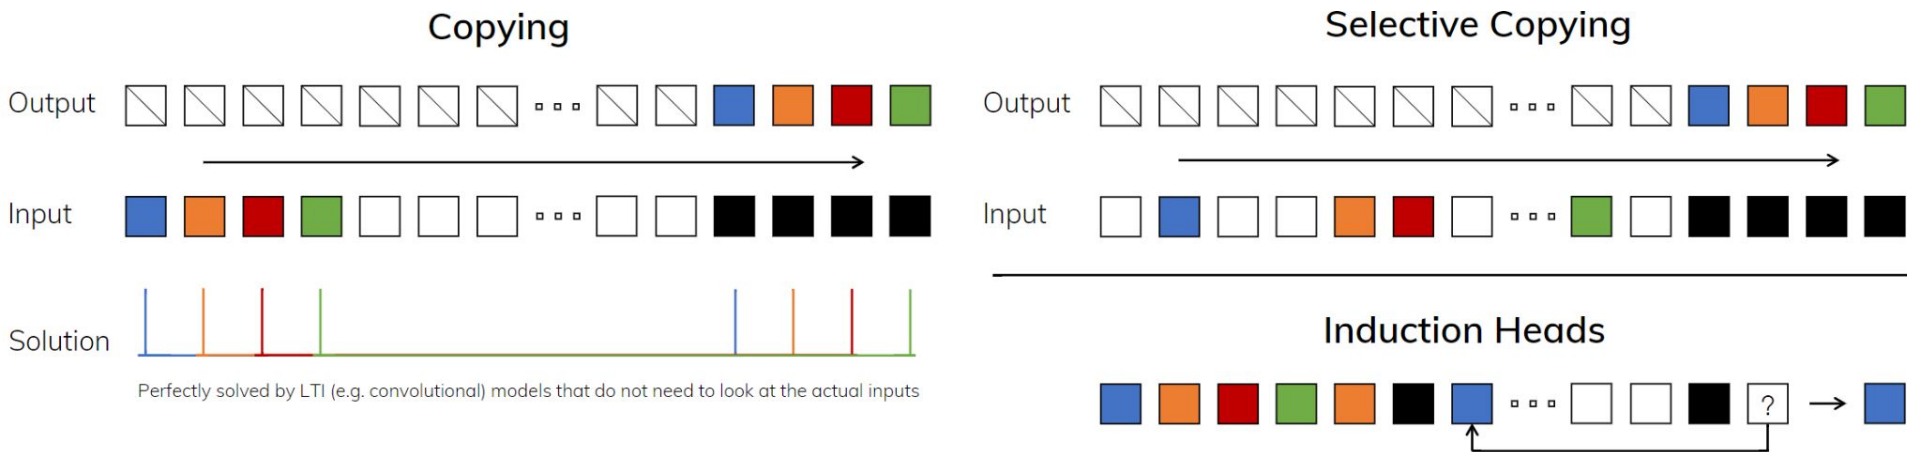 Copying
Output
Input
Solution
Perfectly solved by LTI (e.g. convolutional) models that do not need to look at the actual inputs
Selective Copying
Output
Input
Induction Heads
?